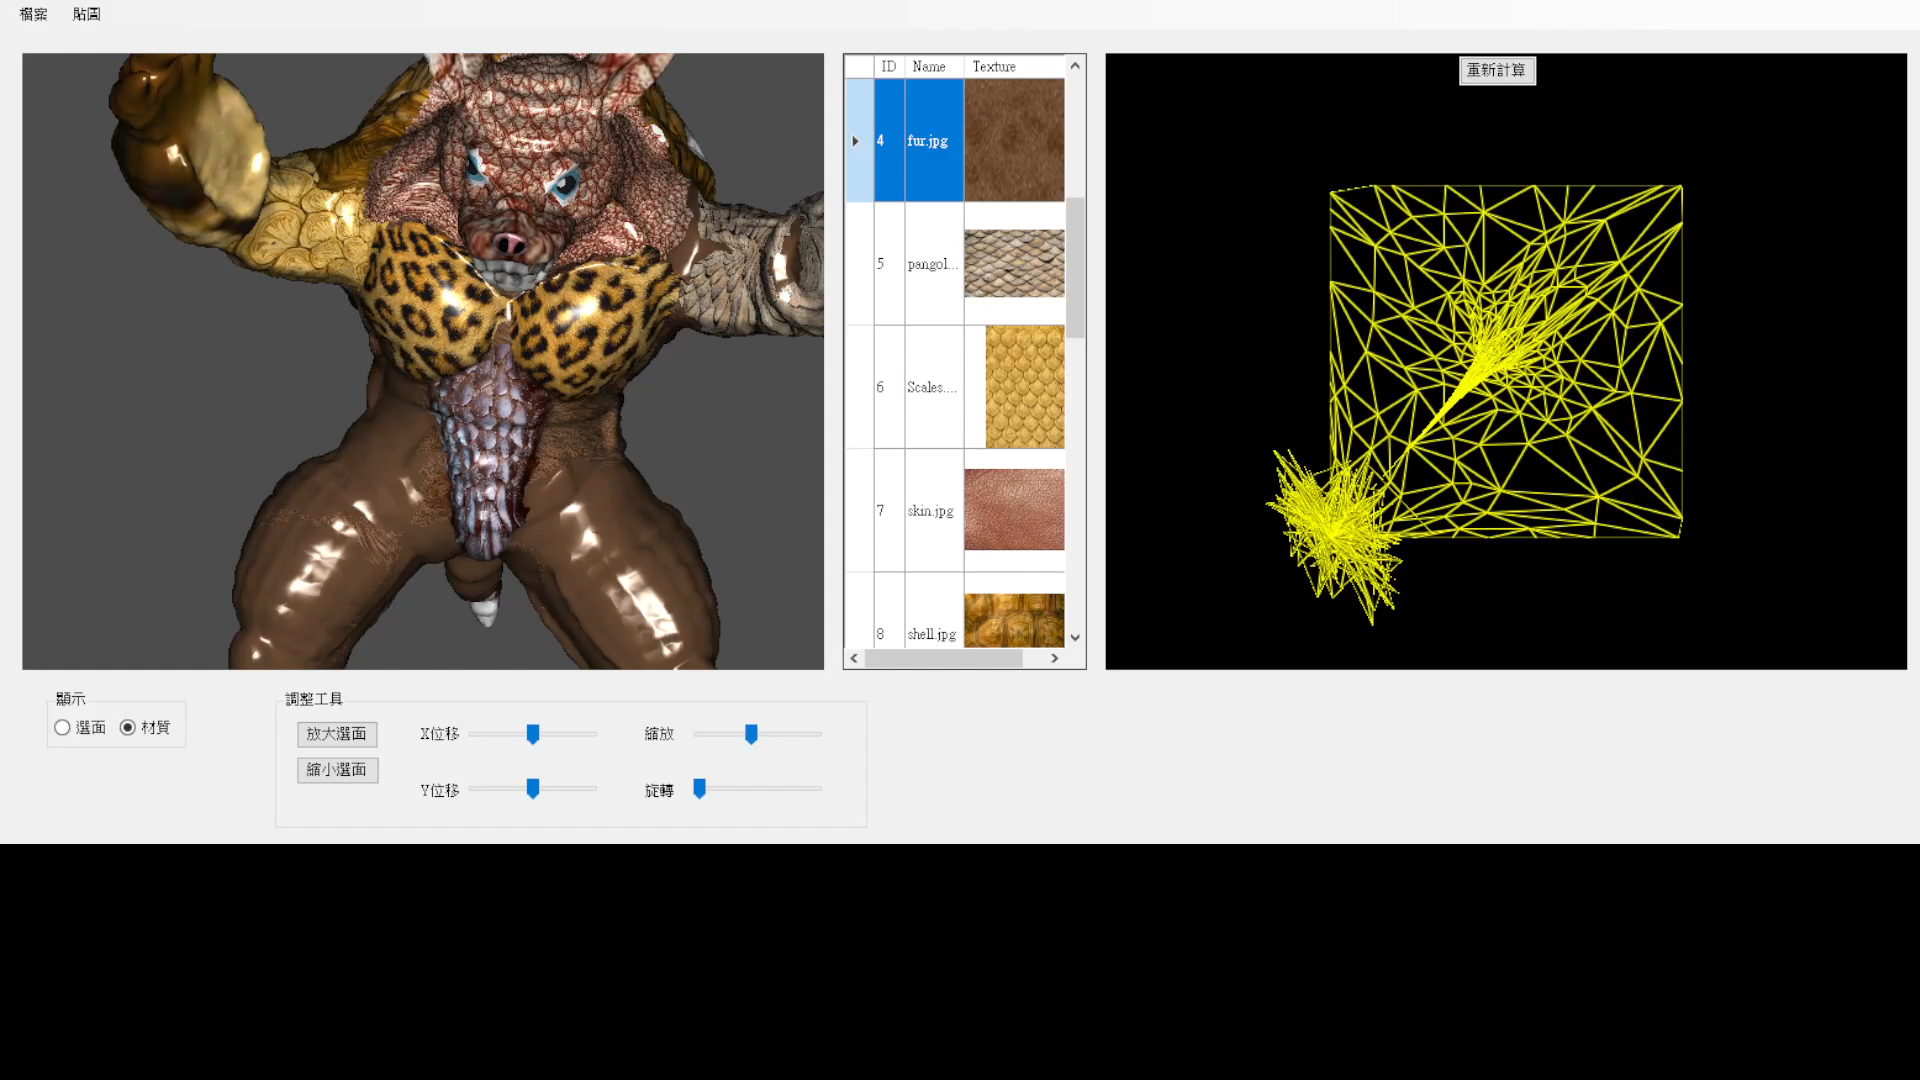 檔案 貼圖
ID Name Texture
4 fur.jpg
5 pangol...
6 Scales....
7 skin.jpg
8 shell.jpg
重新計算
顯示
選面 材質
調整工具
放大選面 X位移 縮放
縮小選面
Y位移 旋轉